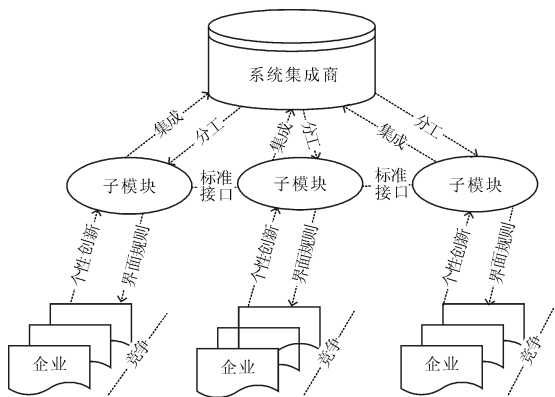 系统集成商
集成
分工
集成
分工
集成
分工
子模块
标准
接口
子模块
标准
接口
子模块
个性创新
界面规则
个性创新
界面规则
个性创新
界面规则
企业
竞争
企业
竞争
企业
竞争